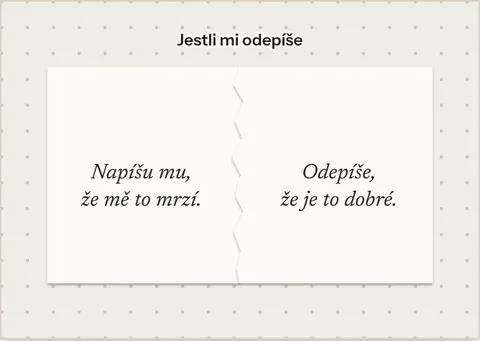 Jestli mi odepíše
Napíšu mu,
že mě to mrzí.
Odepíše,
že je to dobré.